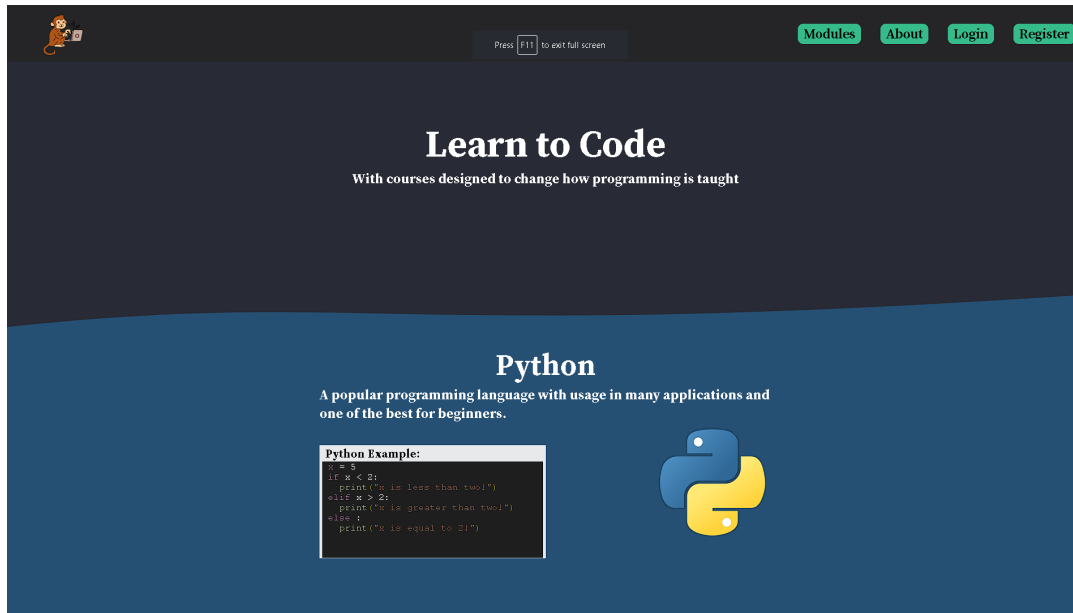 Modules About Login Register
Press F11 to exit full screen
Learn to Code
With courses designed to change how programming is taught
Python
A popular programming language with usage in many applications and
one of the best for beginners.
Python Example:
x = 5
if x < 2:
  print("x is less than two!")
elif x > 2:
  print("x is greater than two!")
else :
  print("x is equal to 2!")